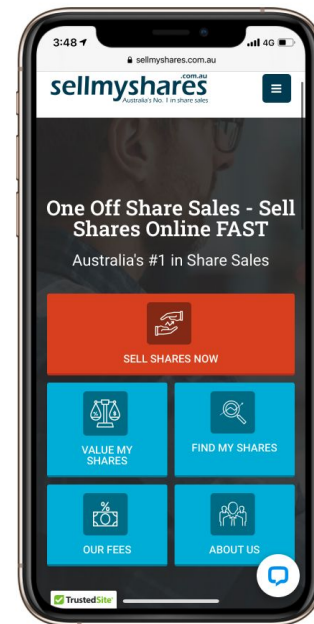 3:48
4G
sellmyshares.com.au
sellmyshares
.com.au
Australia's No. 1 in share sales
One Off Share Sales - Sell
Shares Online FAST
Australia's #1 in Share Sales
SELL SHARES NOW
VALUE MY
SHARES
FIND MY SHARES
%
OUR FEES
ABOUT US
TrustedSite